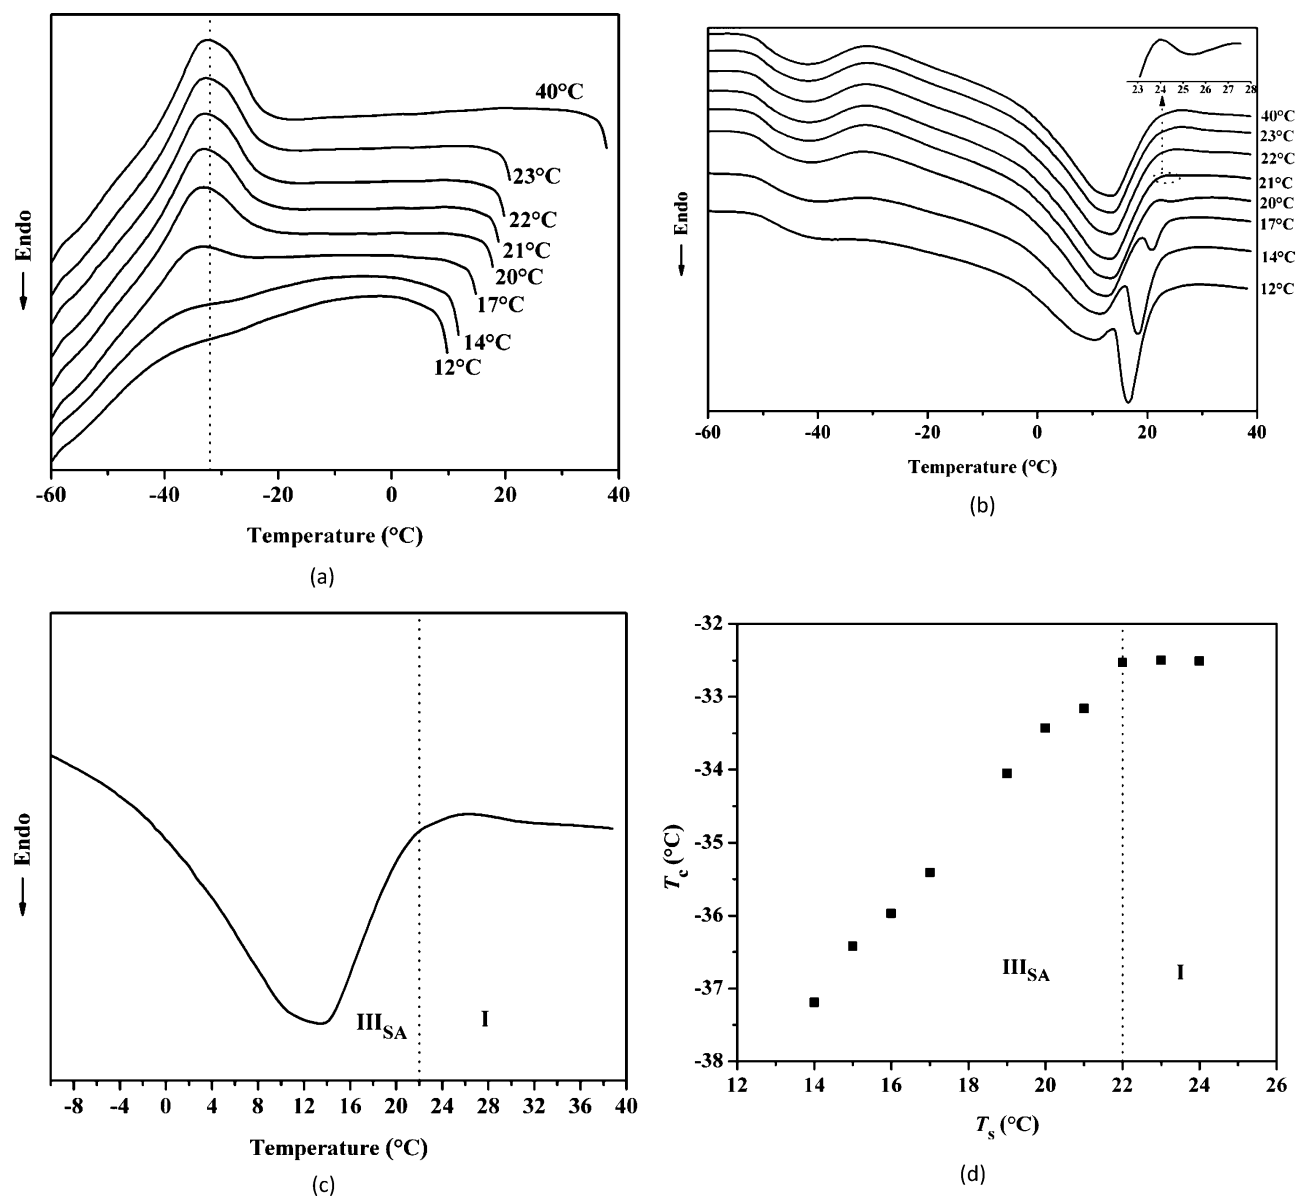 Endo
40°C
23°C
22°C
21°C
20°C
17°C
14°C
12°C
-60 -40 -20 0 20 40
Temperature (°C)
(a)
Endo
23 24 25 26 27 28
40°C
23°C
22°C
21°C
20°C
17°C
14°C
12°C
-60 -40 -20 0 20 40
Temperature (°C)
(b)
Endo
III_SA I
-8 -4 0 4 8 12 16 20 24 28 32 36 40
Temperature (°C)
(c)
-32
-33
-34
-35
-36
-37
-38
T_c (°C)
III_SA I
12 14 16 18 20 22 24 26
T_s (°C)
(d)